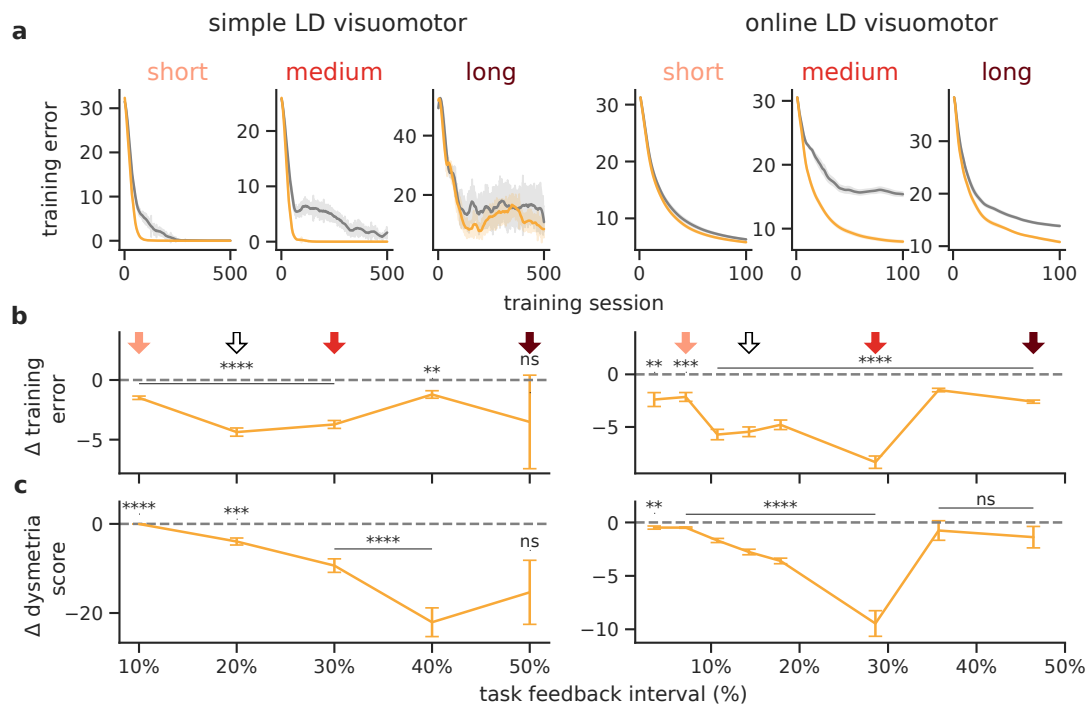 a
simple LD visuomotor
online LD visuomotor
short
medium
long
short
medium
long
training error
30
20
10
0
20
10
0
40
20
30
20
10
20
10
30
20
10
0
500
0
500
0
500
0
100
0
100
0
100
training session
b
Δ training
error
0
−5
****
**
ns
0
−5
**
***
****
c
Δ dysmetria
score
0
−20
****
***
****
ns
0
−5
−10
**
****
ns
10%
20%
30%
40%
50%
10%
20%
30%
40%
50%
task feedback interval (%)